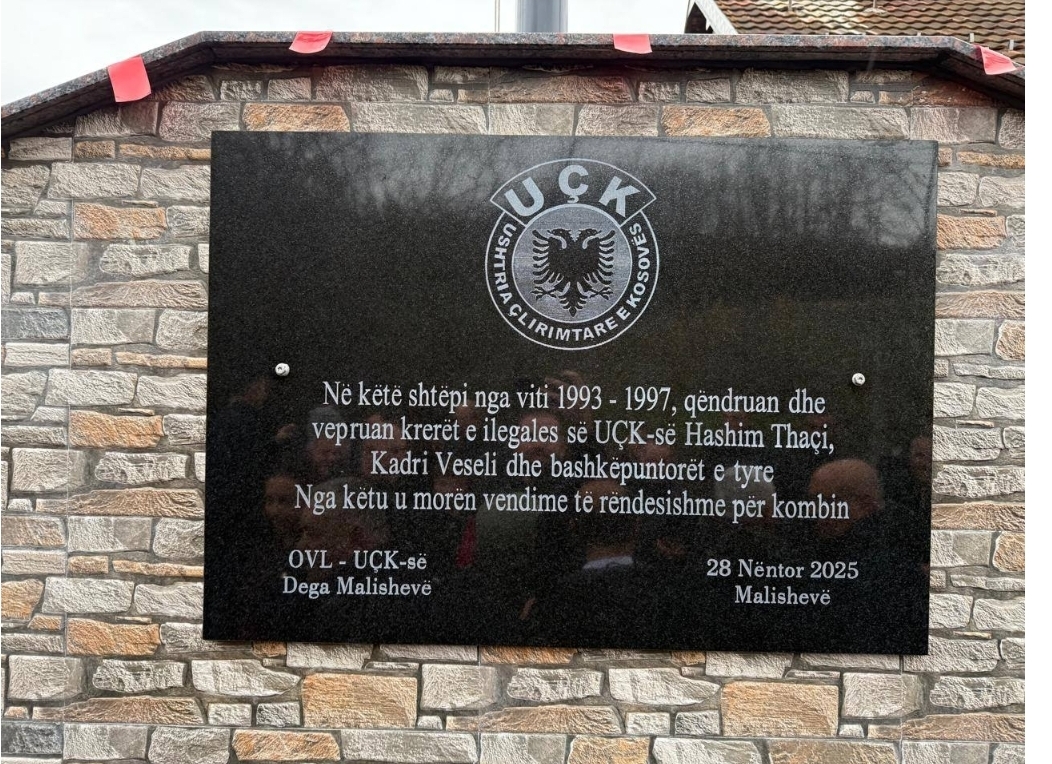 UÇK
USHTRIA ÇLIRIMTARE E KOSOVËS
Në këtë shtëpi nga viti 1993 - 1997, qëndruan dhe
vepruan krerët e ilegales së UÇK-së Hashim Thaçi,
Kadri Veseli dhe bashkëpuntorët e tyre
Nga këtu u morën vendime të rëndesishme për kombin
OVL - UÇK-së
Dega Malishevë
28 Nëntor 2025
Malishevë